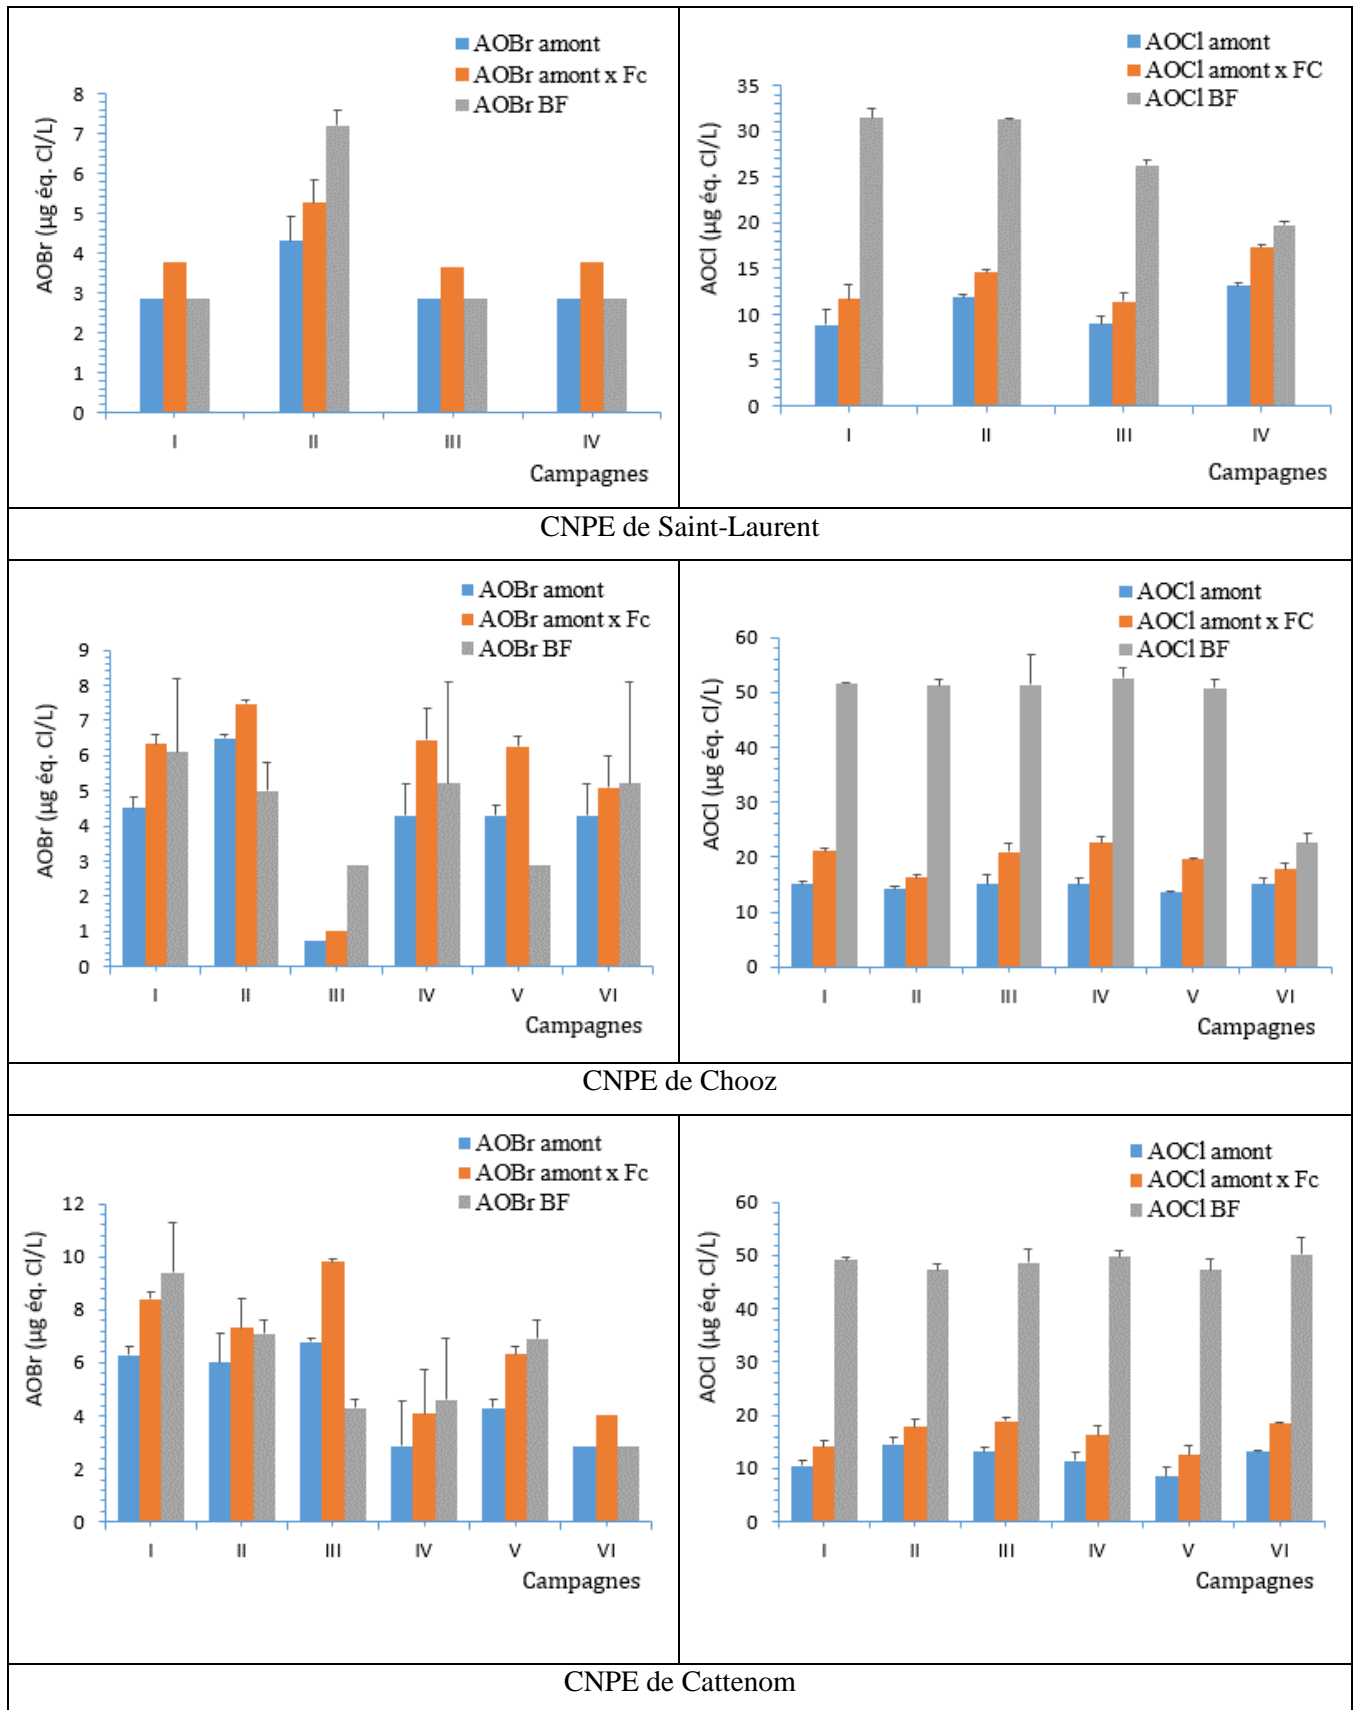 AOBr amont
AOBr amont x Fc
AOBr BF
AOBr (µg éq. Cl/L)
8
7
6
5
4
3
2
1
0
I II III IV
Campagnes
AOCl amont
AOCl amont x FC
AOCl BF
AOCl (µg éq. Cl/L)
35
30
25
20
15
10
5
0
I II III IV
Campagnes
CNPE de Saint-Laurent
AOBr amont
AOBr amont x Fc
AOBr BF
AOBr (µg éq. Cl/L)
9
8
7
6
5
4
3
2
1
0
I II III IV V VI
Campagnes
AOCl amont
AOCl amont x FC
AOCl BF
AOCl (µg éq. Cl/L)
60
50
40
30
20
10
0
I II III IV V VI
Campagnes
CNPE de Chooz
AOBr amont
AOBr amont x Fc
AOBr BF
AOBr (µg éq. Cl/L)
12
10
8
6
4
2
0
I II III IV V VI
Campagnes
AOCl amont
AOCl amont x Fc
AOCl BF
AOCl (µg éq. Cl/L)
60
50
40
30
20
10
0
I II III IV V VI
Campagnes
CNPE de Cattenom